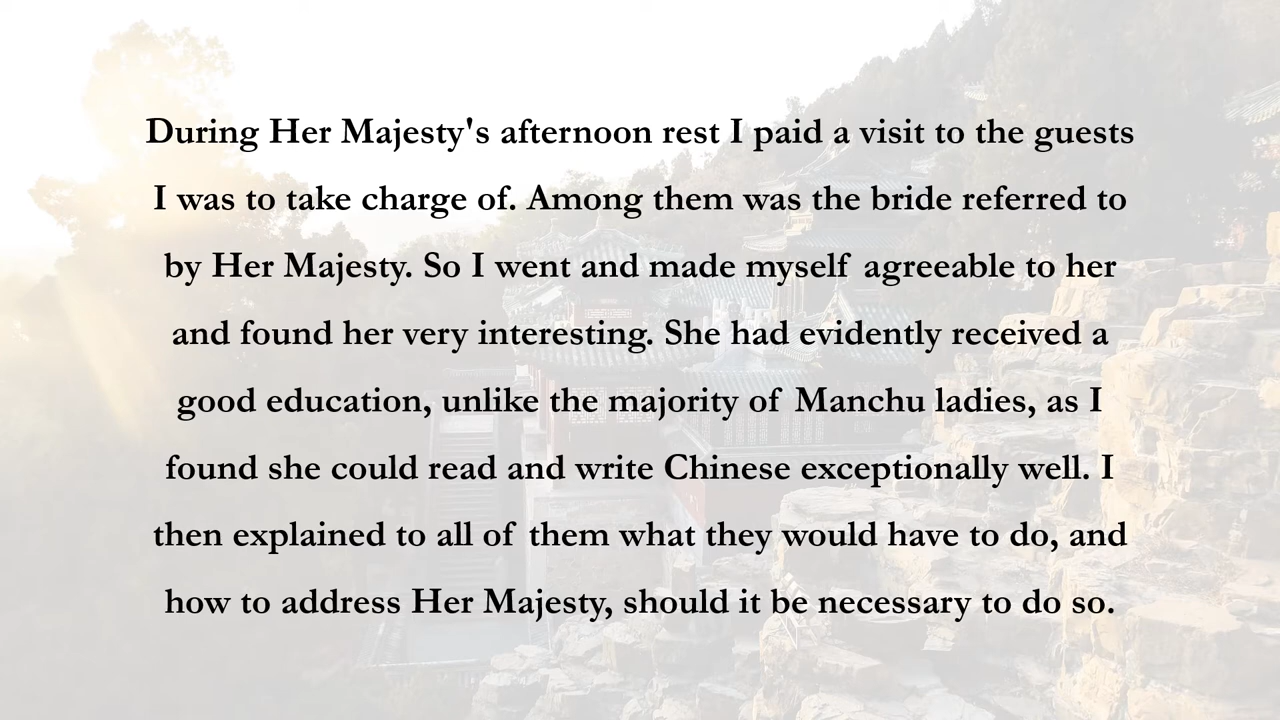 During Her Majesty's afternoon rest I paid a visit to the guests
I was to take charge of. Among them was the bride referred to
by Her Majesty. So I went and made myself agreeable to her
and found her very interesting. She had evidently received a
good education, unlike the majority of Manchu ladies, as I
found she could read and write Chinese exceptionally well. I
then explained to all of them what they would have to do, and
how to address Her Majesty, should it be necessary to do so.